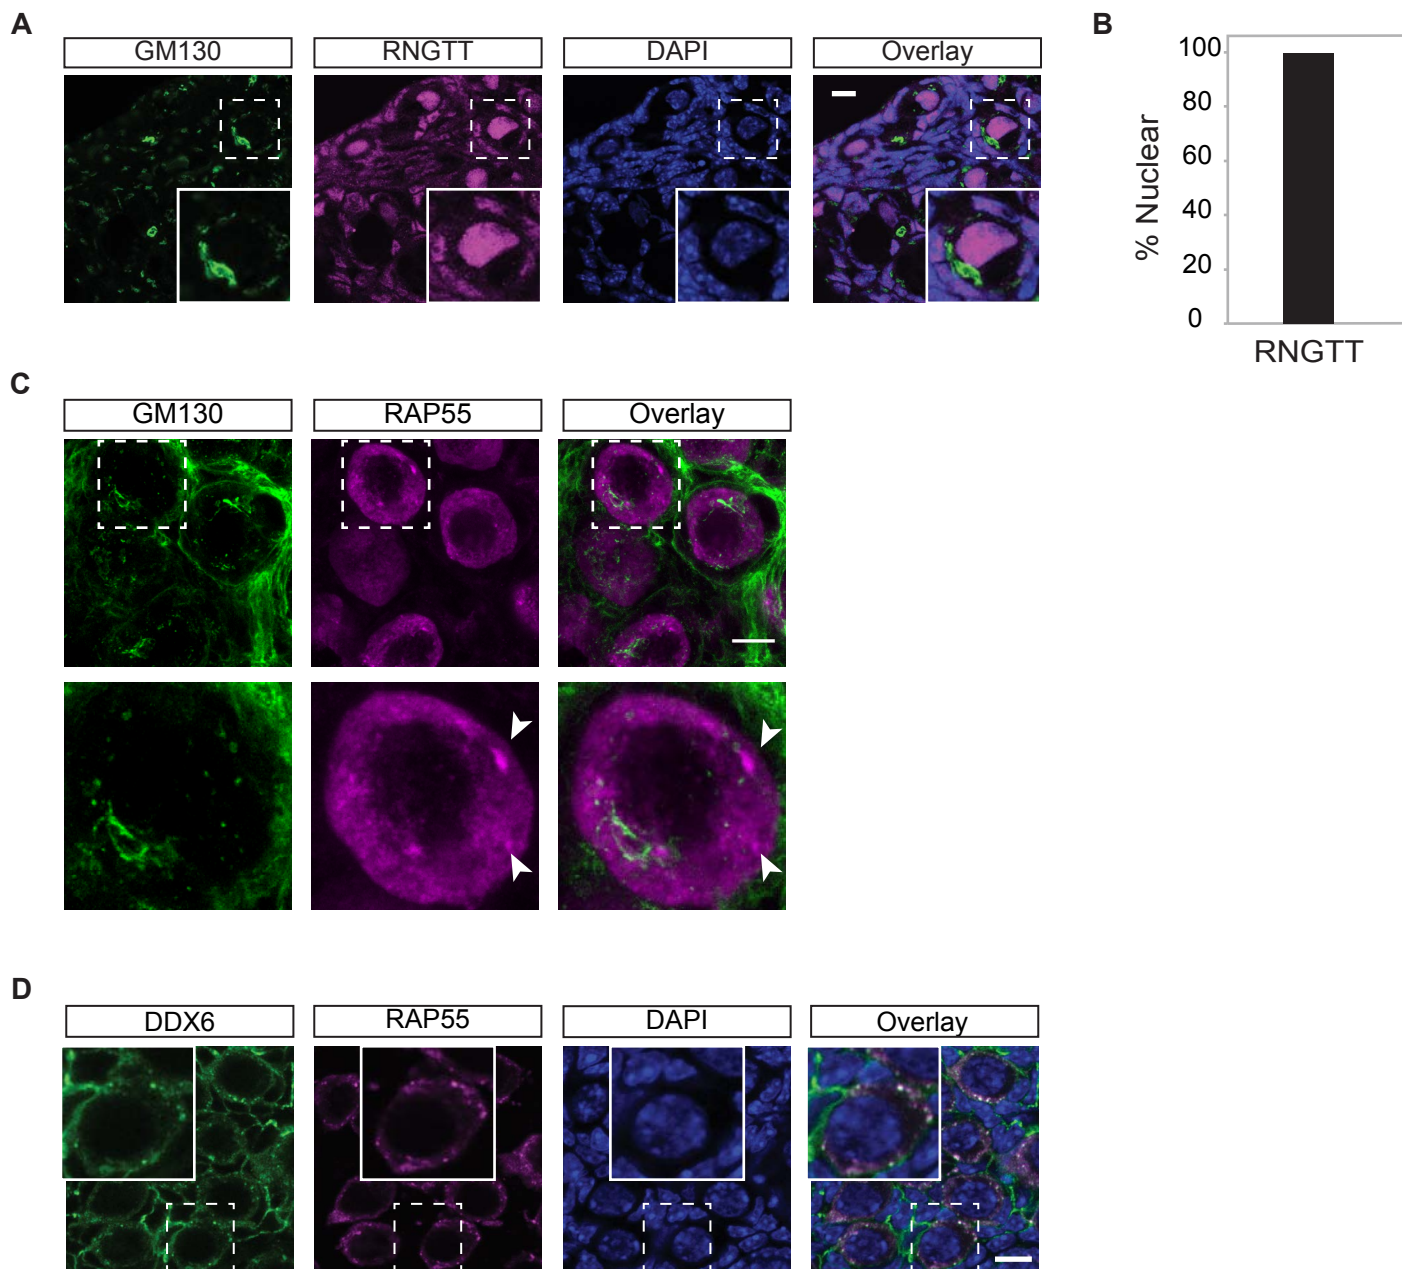 A
GM130 RNGTT DAPI Overlay
B
100
80
60
40
20
0
% Nuclear
RNGTT
C
GM130 RAP55 Overlay
D
DDX6 RAP55 DAPI Overlay